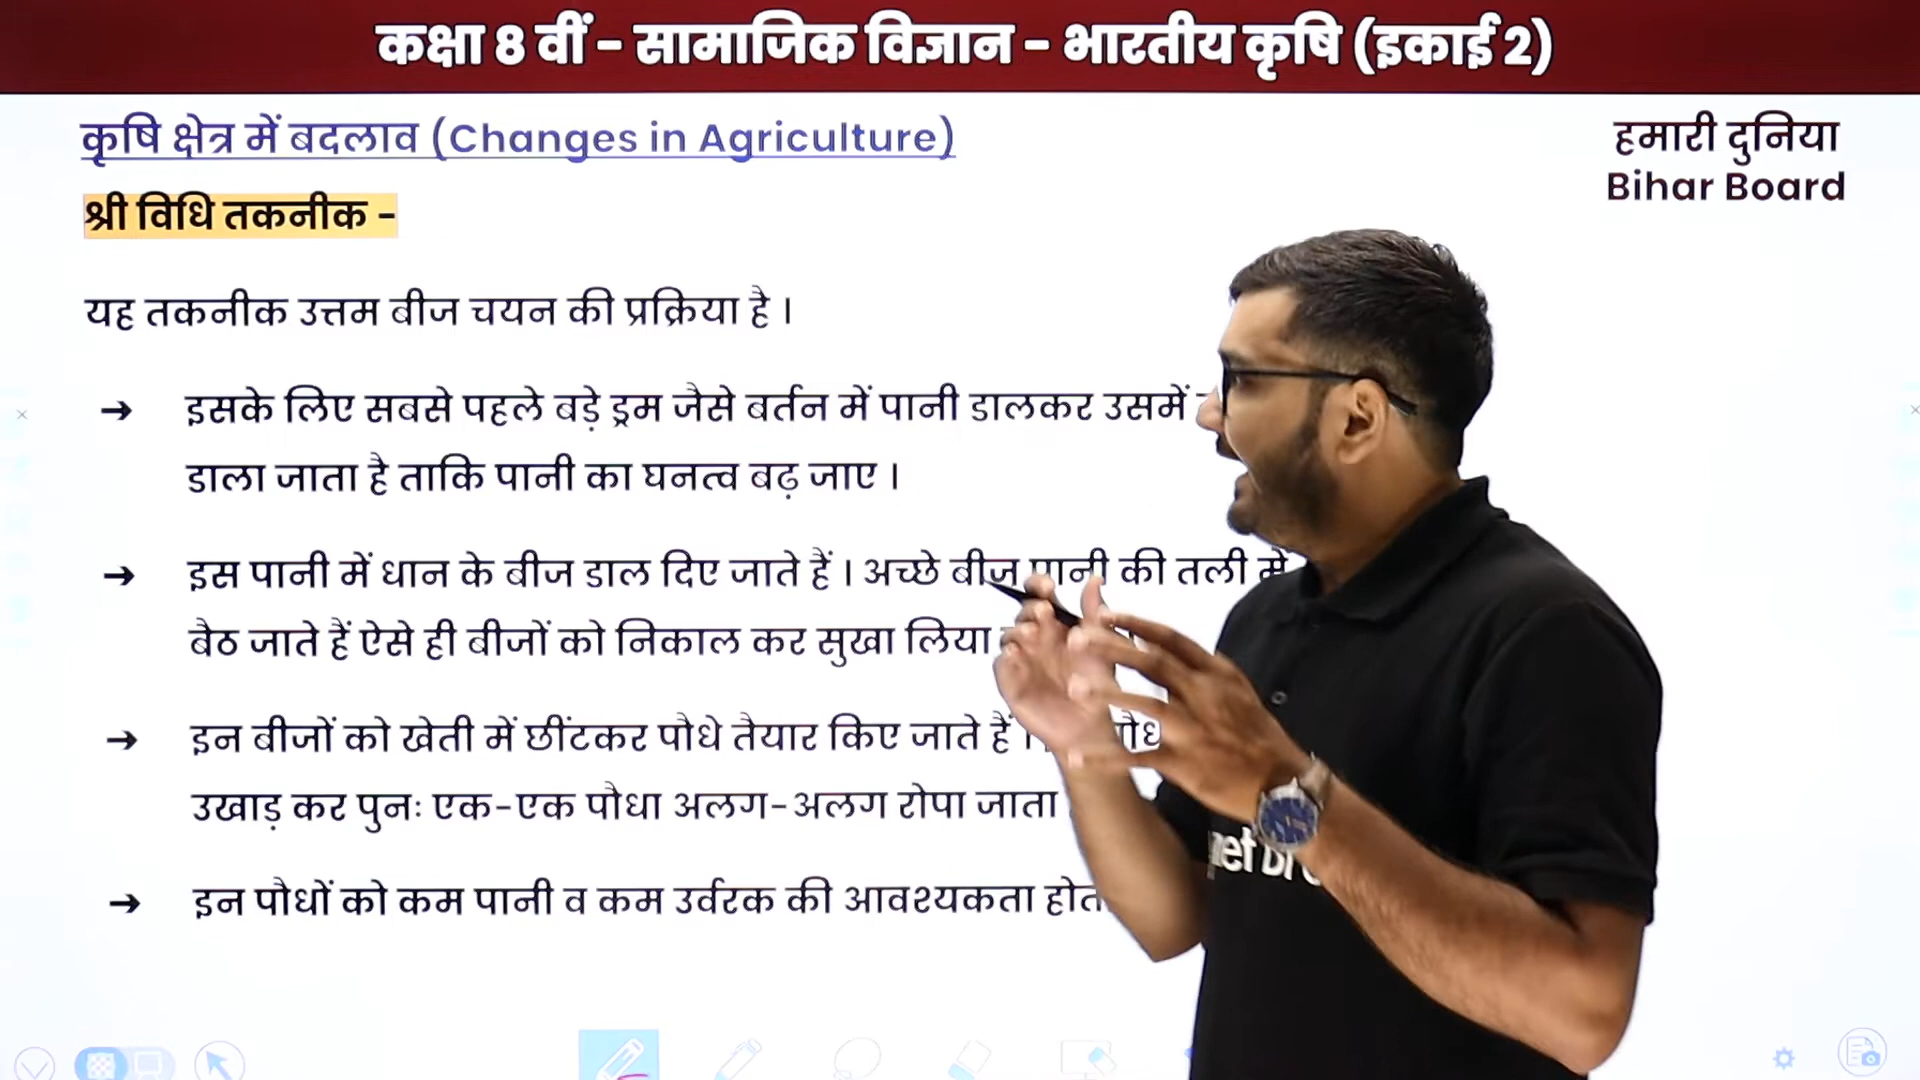 कक्षा 8 वीं - सामाजिक विज्ञान - भारतीय कृषि (इकाई 2)
कृषि क्षेत्र में बदलाव (Changes in Agriculture)
हमारी दुनिया
Bihar Board
श्री विधि तकनीक -
यह तकनीक उत्तम बीज चयन की प्रक्रिया है ।
→ इसके लिए सबसे पहले बड़े ड्रम जैसे बर्तन में पानी डालकर उसमें
डाला जाता है ताकि पानी का घनत्व बढ़ जाए ।
→ इस पानी में धान के बीज डाल दिए जाते हैं । अच्छे बीज पानी की तली में
बैठ जाते हैं ऐसे ही बीजों को निकाल कर सुखा लिया
→ इन बीजों को खेती में छींटकर पौधे तैयार किए जाते हैं ।
उखाड़ कर पुनः एक-एक पौधा अलग-अलग रोपा जाता
→ इन पौधों को कम पानी व कम उर्वरक की आवश्यकता